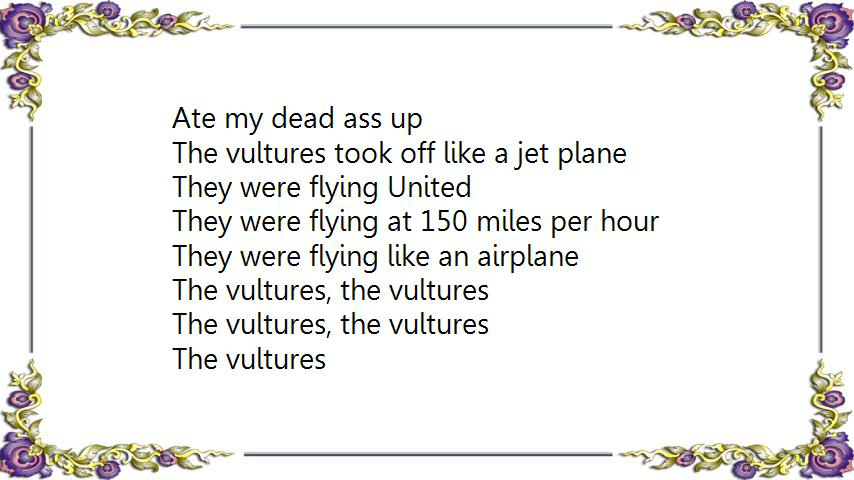 Ate my dead ass up
The vultures took off like a jet plane
They were flying United
They were flying at 150 miles per hour
They were flying like an airplane
The vultures, the vultures
The vultures, the vultures
The vultures